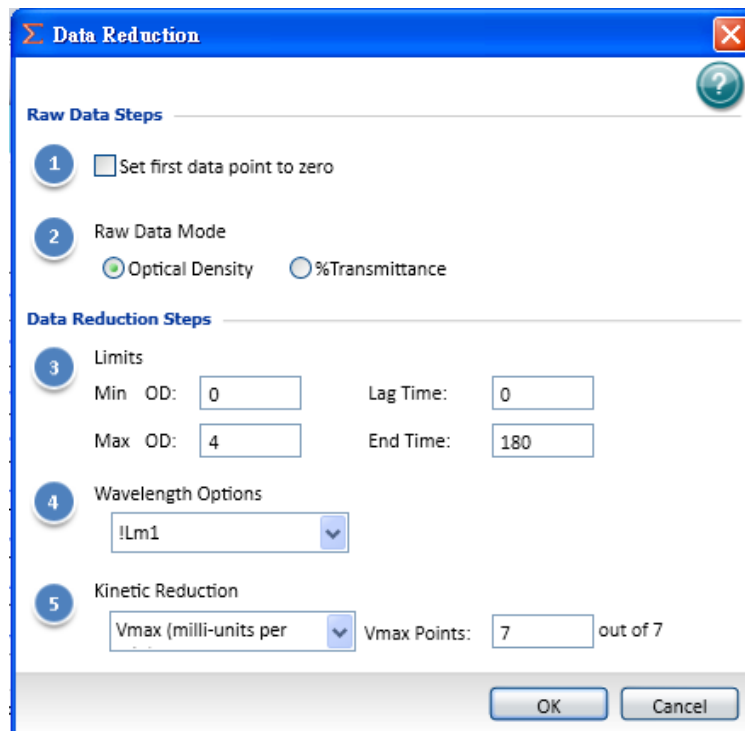 Σ Data Reduction
?
Raw Data Steps
1 Set first data point to zero
2 Raw Data Mode
Optical Density %Transmittance
Data Reduction Steps
3 Limits
Min OD: 0 Lag Time: 0
Max OD: 4 End Time: 180
4 Wavelength Options
!Lm1
5 Kinetic Reduction
Vmax (milli-units per Vmax Points: 7 out of 7
OK Cancel